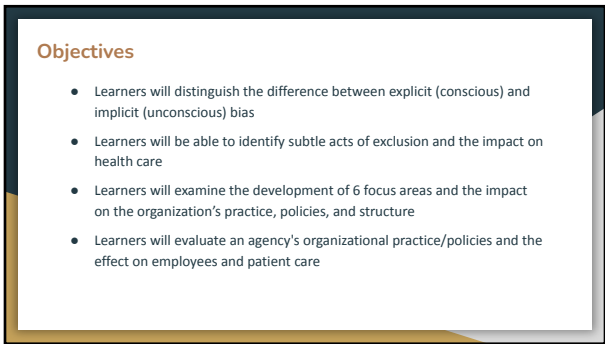 Objectives
● Learners will distinguish the difference between explicit (conscious) and
implicit (unconscious) bias
● Learners will be able to identify subtle acts of exclusion and the impact on
health care
● Learners will examine the development of 6 focus areas and the impact
on the organization’s practice, policies, and structure
● Learners will evaluate an agency's organizational practice/policies and the
effect on employees and patient care